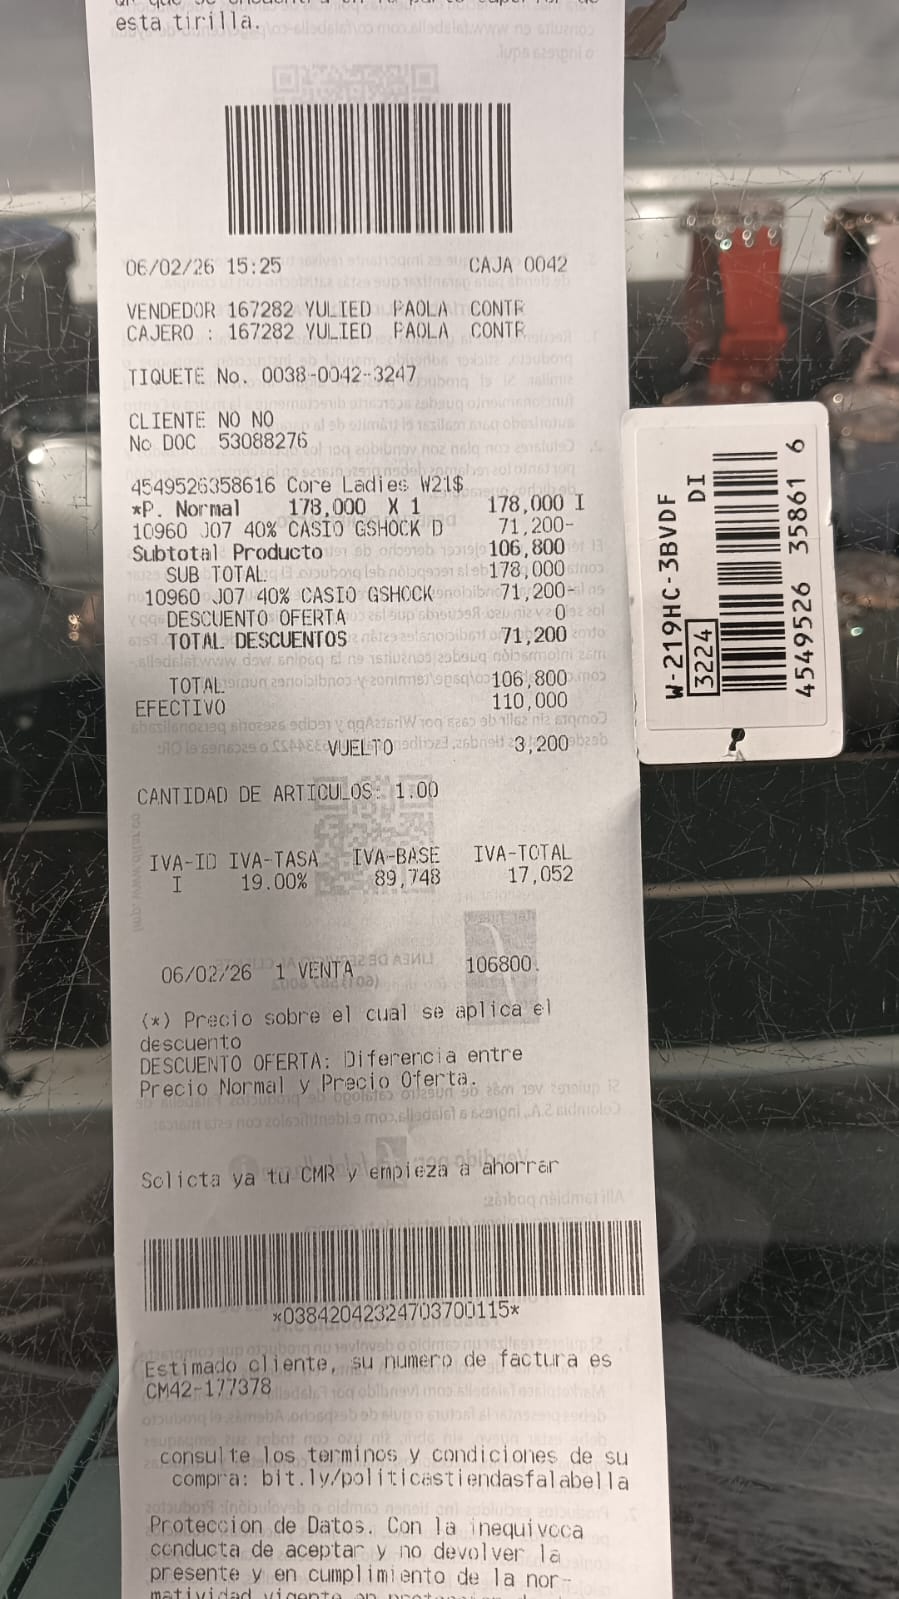 esta tirilla.
06/02/26 15:25 CAJA 0042
VENDEDOR 167282 YULIED PAOLA CONTR
CAJERO : 167282 YULIED PAOLA CONTR
TIQUETE No. 0038-0042-3247
CLIENTE NO NO
No DOC 53088276
4549526358616 Core Ladies W21$
*P. Normal 178,000 X 1 178,000 I
10960 J07 40% CASIO GSHOCK D 71,200-
Subtotal Producto 106,800
SUB TOTAL: 178,000
10960 J07 40% CASIO GSHOCK 71,200-
DESCUENTO OFERTA 0
TOTAL DESCUENTOS 71,200
TOTAL: 106,800
EFECTIVO 110,000
VUELTO 3,200
CANTIDAD DE ARTICULOS: 1.00
IVA-ID IVA-TASA IVA-BASE IVA-TOTAL
I 19.00% 89,748 17,052
06/02/26 1 VENTA 106800.
(*) Precio sobre el cual se aplica el
descuento
DESCUENTO OFERTA: Diferencia entre
Precio Normal y Precio Oferta.
Solicta ya tu CMR y empieza a ahorrar
*03842042324703700115*
Estimado cliente, su numero de factura es
CM42-177378
consulte los terminos y condiciones de su
compra: bit.ly/politicastiendasfalabella
Proteccion de Datos. Con la inequivoca
conducta de aceptar y no devolver la
presente y en cumplimiento de la nor-
W-219HC-3BVDF
3224 DI
4549526 35861 6